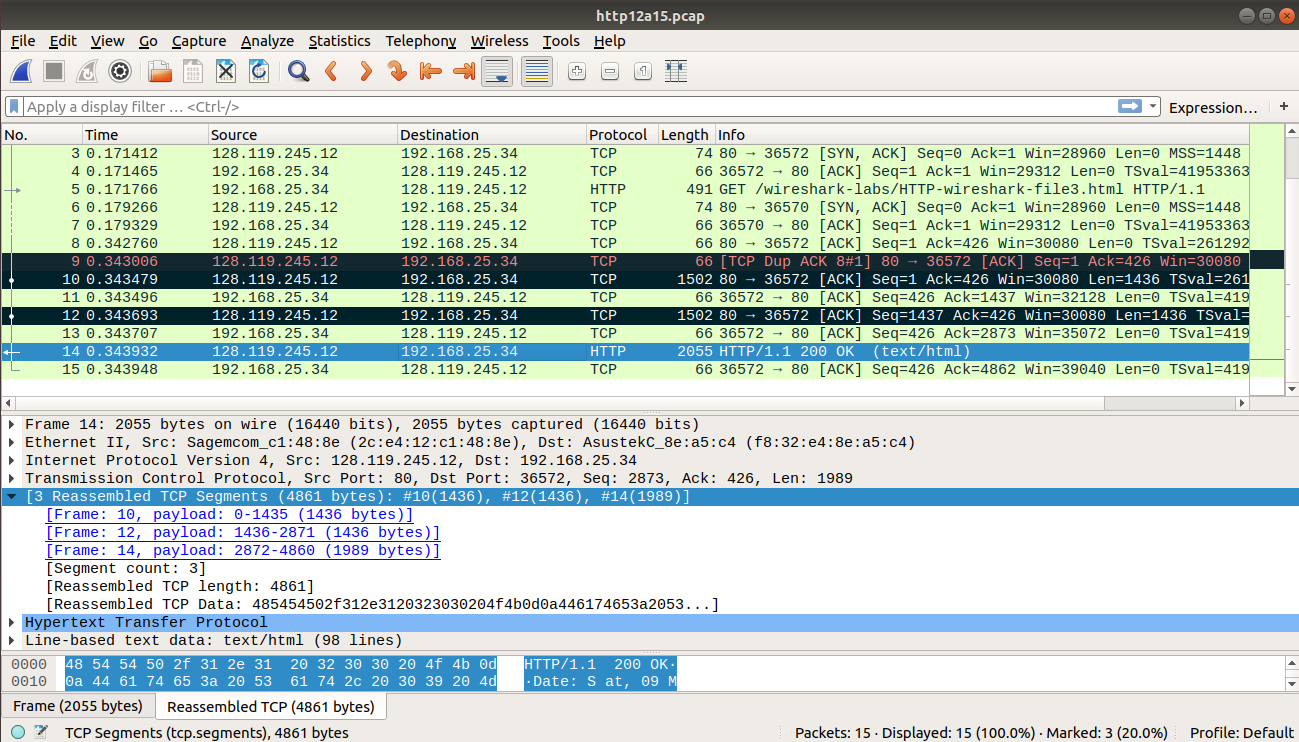 http12a15.pcap
File Edit View Go Capture Analyze Statistics Telephony Wireless Tools Help
Apply a display filter … <Ctrl-/> Expression… +
No. Time Source Destination Protocol Length Info
3 0.171412 128.119.245.12 192.168.25.34 TCP 74 80 → 36572 [SYN, ACK] Seq=0 Ack=1 Win=28960 Len=0 MSS=1448
4 0.171465 192.168.25.34 128.119.245.12 TCP 66 36572 → 80 [ACK] Seq=1 Ack=1 Win=29312 Len=0 TSval=41953363
5 0.171766 192.168.25.34 128.119.245.12 HTTP 491 GET /wireshark-labs/HTTP-wireshark-file3.html HTTP/1.1
6 0.179266 128.119.245.12 192.168.25.34 TCP 74 80 → 36570 [SYN, ACK] Seq=0 Ack=1 Win=28960 Len=0 MSS=1448
7 0.179329 192.168.25.34 128.119.245.12 TCP 66 36570 → 80 [ACK] Seq=1 Ack=1 Win=29312 Len=0 TSval=41953363
8 0.342760 128.119.245.12 192.168.25.34 TCP 66 80 → 36572 [ACK] Seq=1 Ack=426 Win=30080 Len=0 TSval=261292
9 0.343006 128.119.245.12 192.168.25.34 TCP 66 [TCP Dup ACK 8#1] 80 → 36572 [ACK] Seq=1 Ack=426 Win=30080
10 0.343479 128.119.245.12 192.168.25.34 TCP 1502 80 → 36572 [ACK] Seq=1 Ack=426 Win=30080 Len=1436 TSval=261
11 0.343496 192.168.25.34 128.119.245.12 TCP 66 36572 → 80 [ACK] Seq=426 Ack=1437 Win=32128 Len=0 TSval=419
12 0.343693 128.119.245.12 192.168.25.34 TCP 1502 80 → 36572 [ACK] Seq=1437 Ack=426 Win=30080 Len=1436 TSval=
13 0.343707 192.168.25.34 128.119.245.12 TCP 66 36572 → 80 [ACK] Seq=426 Ack=2873 Win=35072 Len=0 TSval=419
14 0.343932 128.119.245.12 192.168.25.34 HTTP 2055 HTTP/1.1 200 OK (text/html)
15 0.343948 192.168.25.34 128.119.245.12 TCP 66 36572 → 80 [ACK] Seq=426 Ack=4862 Win=39040 Len=0 TSval=419
Frame 14: 2055 bytes on wire (16440 bits), 2055 bytes captured (16440 bits)
Ethernet II, Src: Sagemcom_c1:48:8e (2c:e4:12:c1:48:8e), Dst: AsustekC_8e:a5:c4 (f8:32:e4:8e:a5:c4)
Internet Protocol Version 4, Src: 128.119.245.12, Dst: 192.168.25.34
Transmission Control Protocol, Src Port: 80, Dst Port: 36572, Seq: 2873, Ack: 426, Len: 1989
[3 Reassembled TCP Segments (4861 bytes): #10(1436), #12(1436), #14(1989)]
[Frame: 10, payload: 0-1435 (1436 bytes)]
[Frame: 12, payload: 1436-2871 (1436 bytes)]
[Frame: 14, payload: 2872-4860 (1989 bytes)]
[Segment count: 3]
[Reassembled TCP length: 4861]
[Reassembled TCP Data: 485454502f312e3120323030204f4b0d0a446174653a2053...]
Hypertext Transfer Protocol
Line-based text data: text/html (98 lines)
0000 48 54 54 50 2f 31 2e 31 20 32 30 30 20 4f 4b 0d HTTP/1.1 200 OK·
0010 0a 44 61 74 65 3a 20 53 61 74 2c 20 30 39 20 4d ·Date: S at, 09 M
Frame (2055 bytes) Reassembled TCP (4861 bytes)
TCP Segments (tcp.segments), 4861 bytes Packets: 15 · Displayed: 15 (100.0%) · Marked: 3 (20.0%) Profile: Default